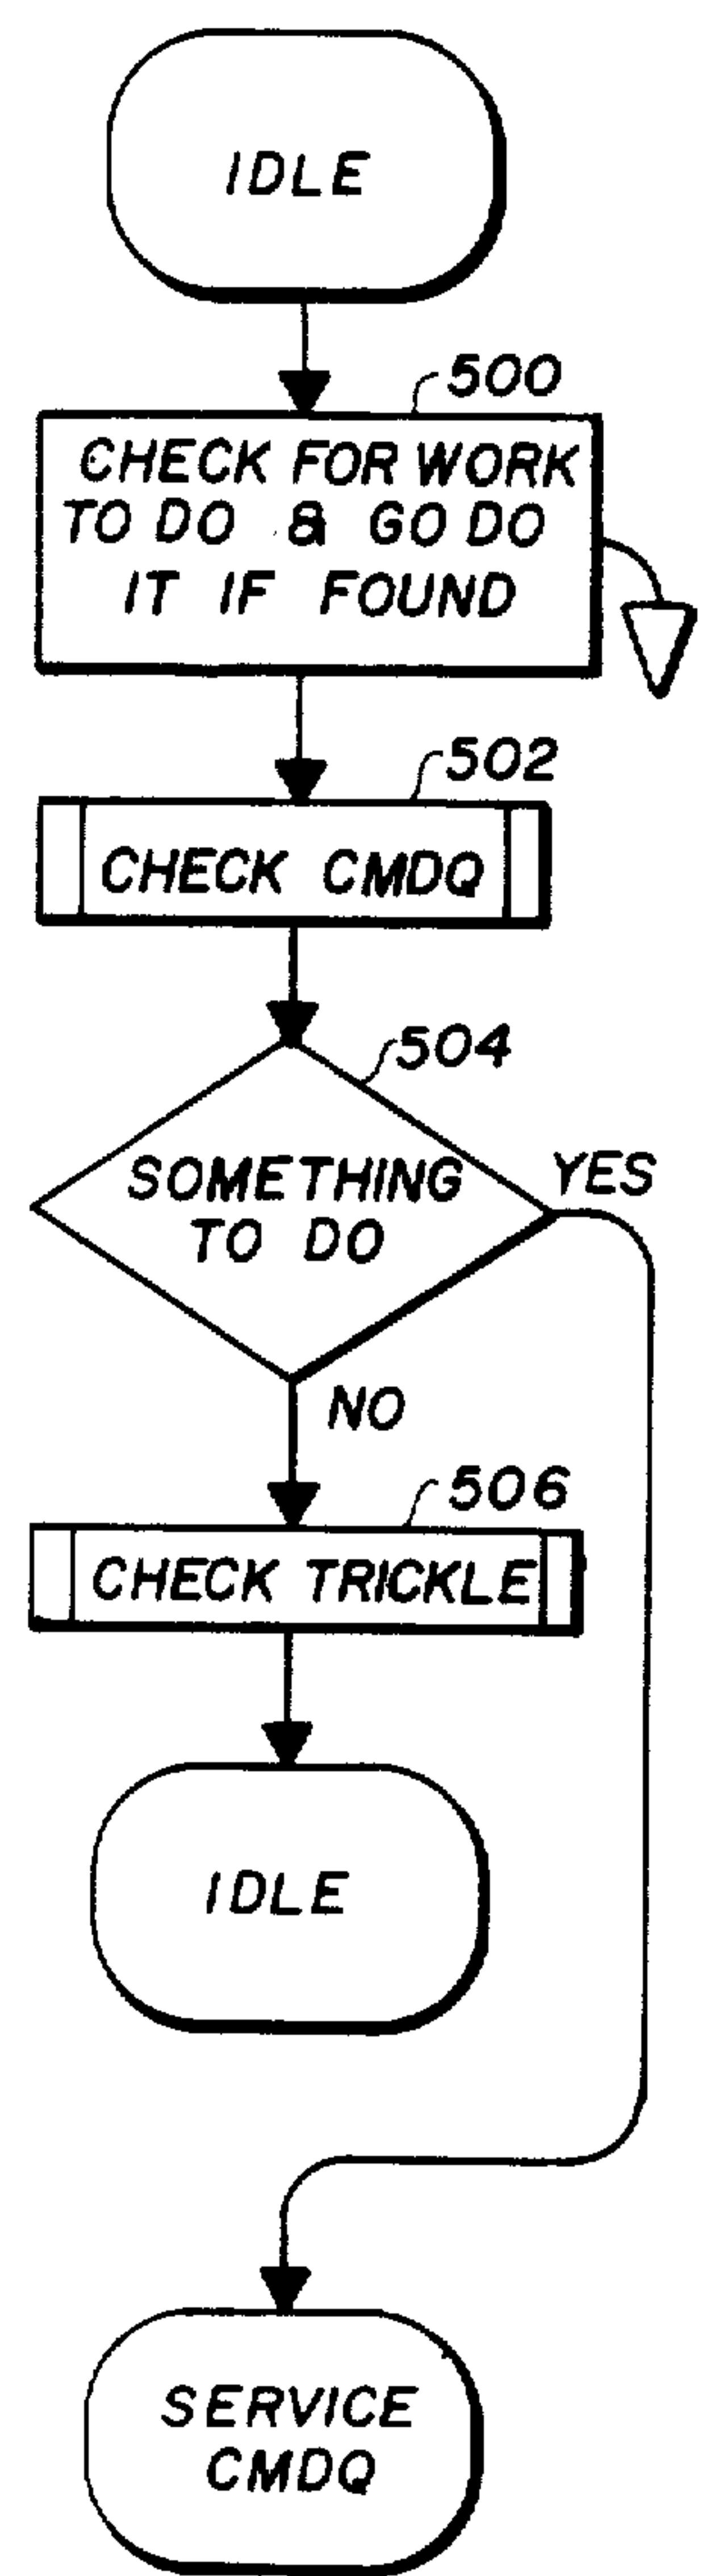 IDLE
500
CHECK FOR WORK
TO DO & GO DO
IT IF FOUND
502
CHECK CMDQ
504
SOMETHING
TO DO
YES
NO
506
CHECK TRICKLE
IDLE
SERVICE
CMDQ